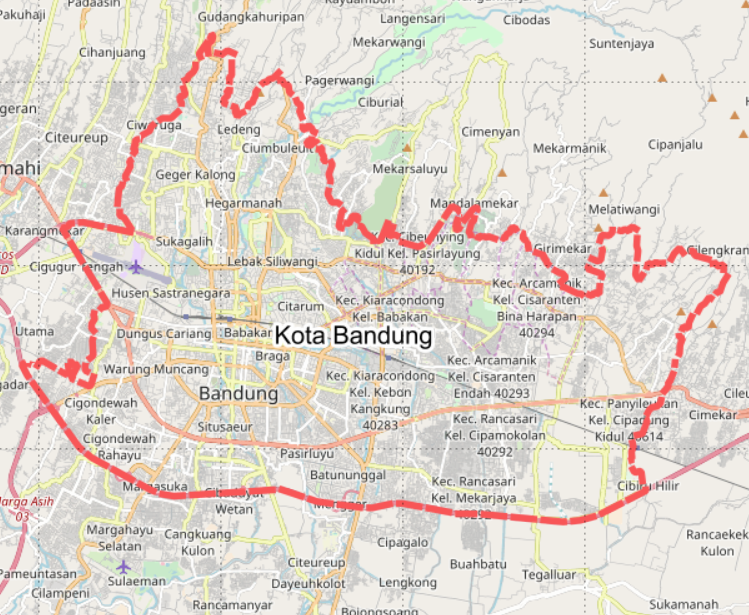 Pakuhaji
Padaasih
Gudangkahuripan
Langensari
Cibodas
Cihanjuang
Mekarwangi
Suntenjaya
Pagerwangi
Ciburial
geran
Citeureup
Ciwaruga
Ledeng
Cimenyan
Cipanjalu
Ciumbuleuit
Mekarmanik
mahi
Geger Kalong
Mekarsaluyu
Hegarmanah
Mandalamekar
Melatiwangi
Karangmekar
Sukagalih
Kec. Cibeunying
Kidul Kel. Pasirlayung
40192
Girimekar
Cilengkran
Lebak Siliwangi
Cigugur Tengah
Husen Sastranegara
Citarum
Kec. Kiaracondong
Kel. Babakan
Kec. Arcamanik
Kel. Cisaranten
Bina Harapan
40294
Utama
Dungus Cariang
Babakan
Kota Bandung
Braga
Warung Muncang
Kec. Kiaracondong
Kel. Kebon
Kangkung
40283
Kec. Arcamanik
Kel. Cisaranten
Endah 40293
gadar
Bandung
Cigondewah
Kaler
Kec. Panyileukan
Kel. Cipadung
Kidul 40614
Cileu
Cimekar
Situsaeur
Kec. Rancasari
Kel. Cipamokolan
40292
Cigondewah
Rahayu
Pasirluyu
Batununggal
Margasuka
Cibaduyut
Wetan
Mengger
Kec. Rancasari
Kel. Mekarjaya
40292
Cibiru Hilir
Marga Asih
03
Margahayu
Selatan
Cangkuang
Kulon
Cipagalo
Rancaekek
Kulon
Pameuntasan
Sulaeman
Citeureup
Dayeuhkolot
Buahbatu
Tegalluar
Lengkong
Cilampeni
Rancamanyar
Bojongsoang
Sukamanah